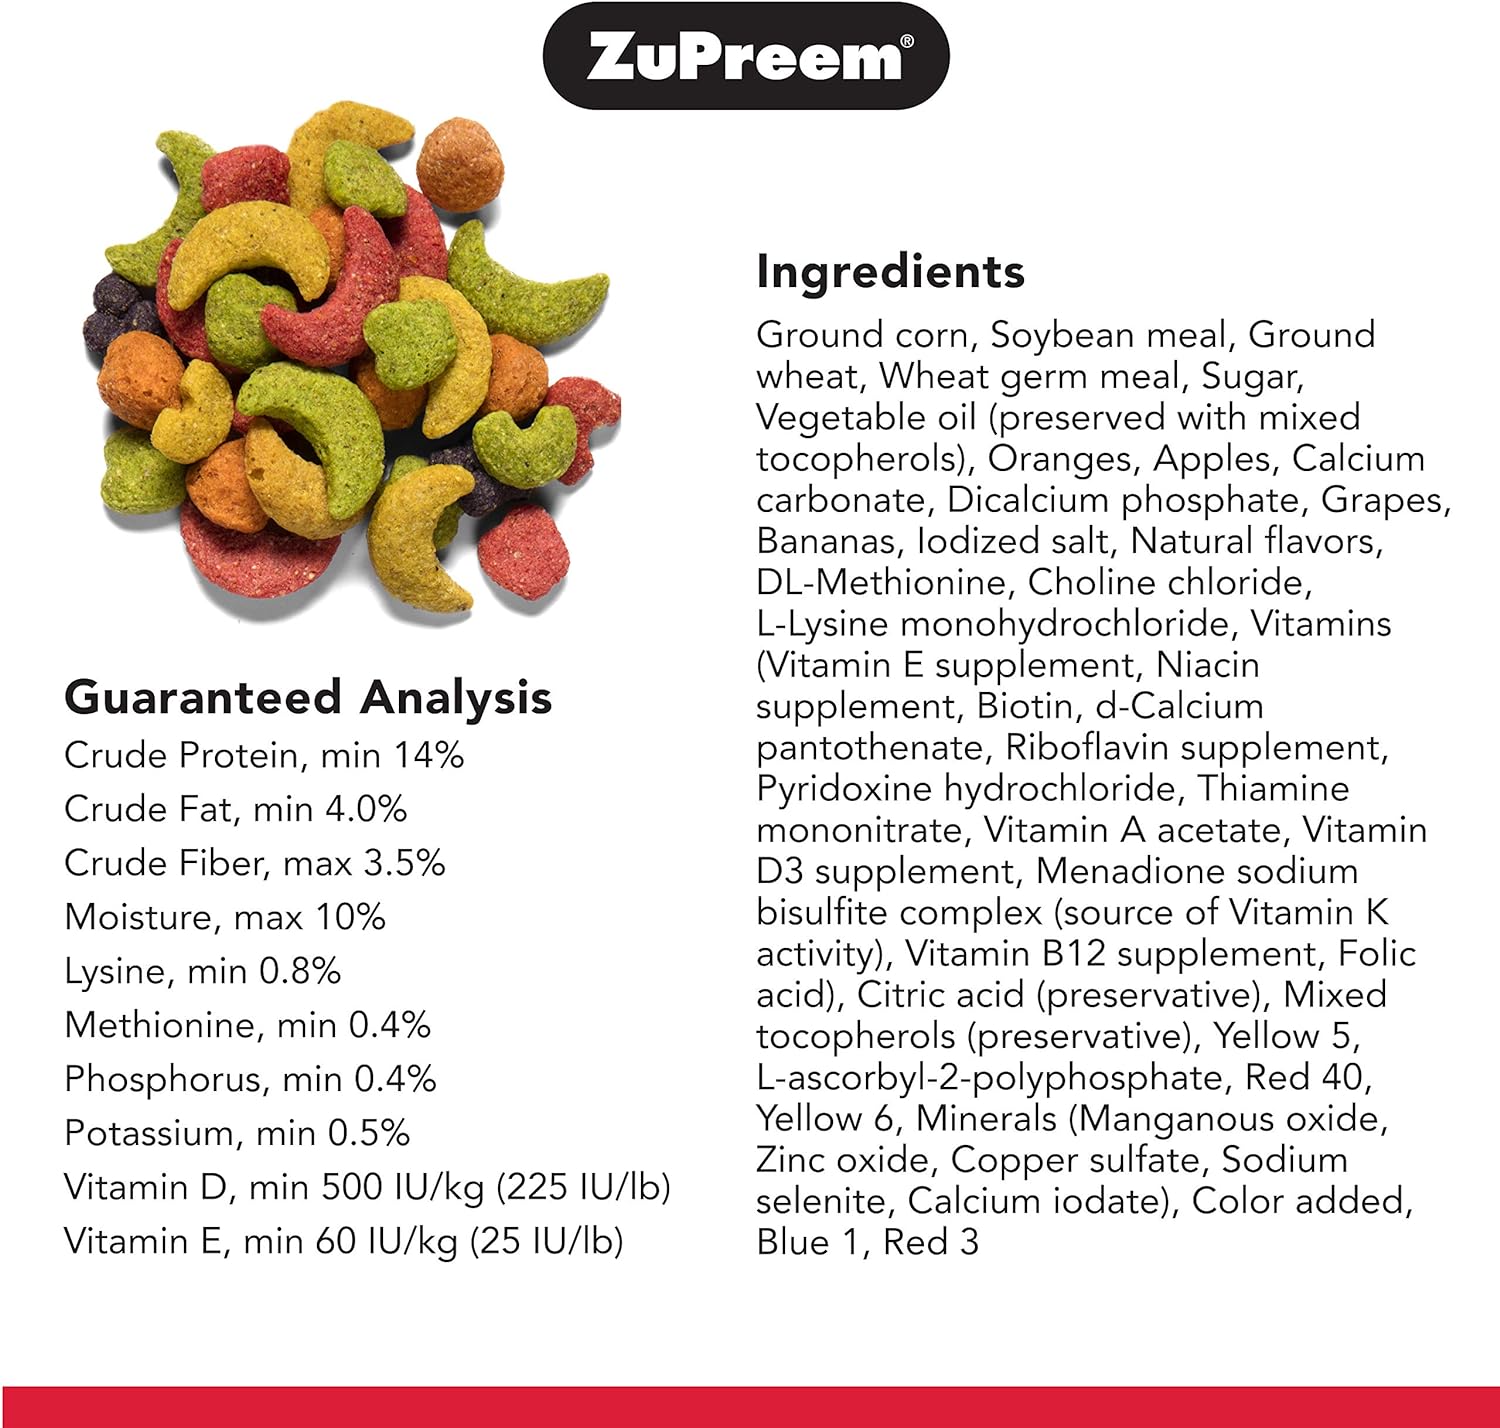 ZuPreem®
Guaranteed Analysis
Crude Protein, min 14%
Crude Fat, min 4.0%
Crude Fiber, max 3.5%
Moisture, max 10%
Lysine, min 0.8%
Methionine, min 0.4%
Phosphorus, min 0.4%
Potassium, min 0.5%
Vitamin D, min 500 IU/kg (225 IU/lb)
Vitamin E, min 60 IU/kg (25 IU/lb)
Ingredients
Ground corn, Soybean meal, Ground
wheat, Wheat germ meal, Sugar,
Vegetable oil (preserved with mixed
tocopherols), Oranges, Apples, Calcium
carbonate, Dicalcium phosphate, Grapes,
Bananas, Iodized salt, Natural flavors,
DL-Methionine, Choline chloride,
L-Lysine monohydrochloride, Vitamins
(Vitamin E supplement, Niacin
supplement, Biotin, d-Calcium
pantothenate, Riboflavin supplement,
Pyridoxine hydrochloride, Thiamine
mononitrate, Vitamin A acetate, Vitamin
D3 supplement, Menadione sodium
bisulfite complex (source of Vitamin K
activity), Vitamin B12 supplement, Folic
acid), Citric acid (preservative), Mixed
tocopherols (preservative), Yellow 5,
L-ascorbyl-2-polyphosphate, Red 40,
Yellow 6, Minerals (Manganous oxide,
Zinc oxide, Copper sulfate, Sodium
selenite, Calcium iodate), Color added,
Blue 1, Red 3